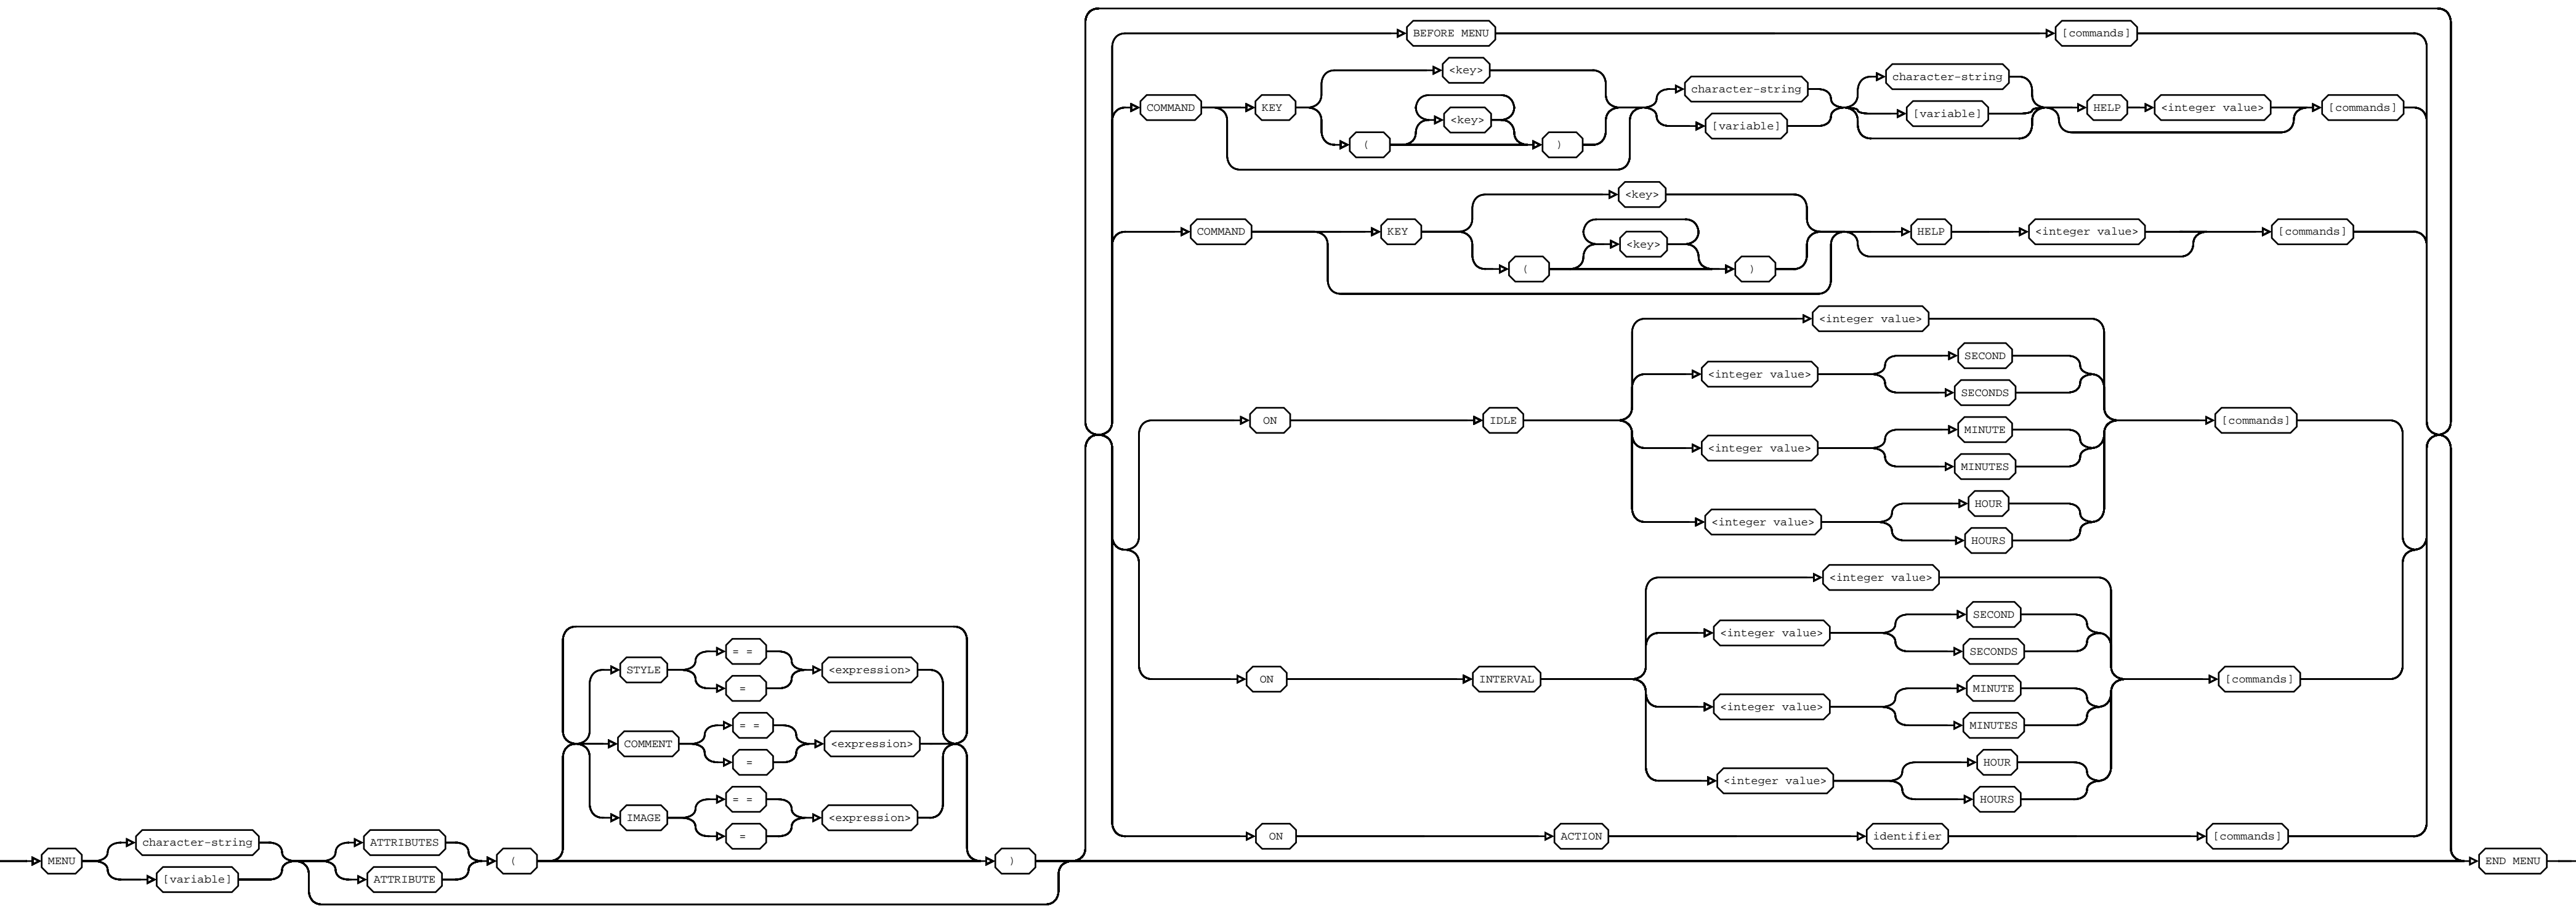 BEFORE MENU [commands]
<key>
character-string character-string
COMMAND KEY <key> [variable] [variable] HELP <integer value> [commands]
( )
<key>
COMMAND KEY <key> HELP <integer value> [commands]
( )
<integer value>
SECOND
<integer value>
SECONDS
ON IDLE [commands]
MINUTE
<integer value>
MINUTES
HOUR
<integer value>
HOURS
<integer value>
SECOND
<integer value>
SECONDS
ON INTERVAL [commands]
MINUTE
<integer value>
MINUTES
HOUR
<integer value>
HOURS
= =
STYLE <expression>
=
= =
COMMENT <expression>
=
= =
IMAGE <expression>
=
ON ACTION identifier [commands]
character-string ATTRIBUTES
MENU ( ) END MENU
[variable] ATTRIBUTE